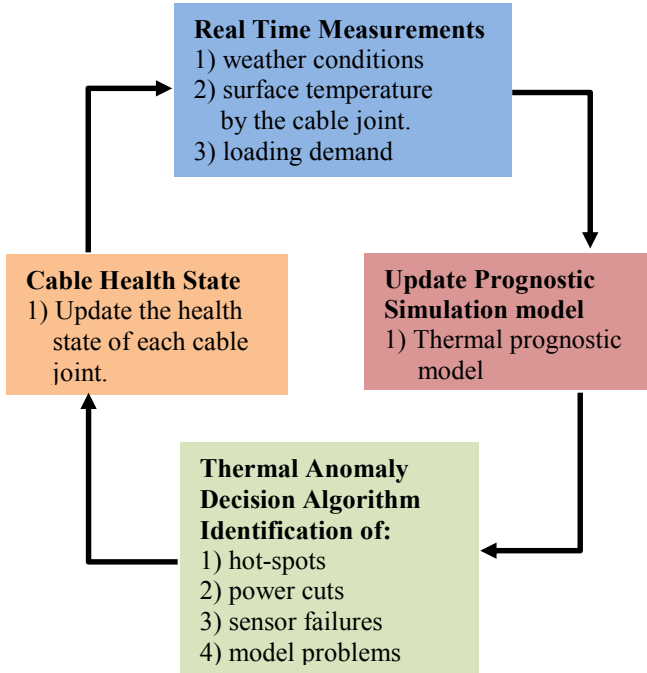 Real Time Measurements
1) weather conditions
2) surface temperature
by the cable joint.
3) loading demand
Cable Health State
1) Update the health
state of each cable
joint.
Update Prognostic
Simulation model
1) Thermal prognostic
model
Thermal Anomaly
Decision Algorithm
Identification of:
1) hot-spots
2) power cuts
3) sensor failures
4) model problems